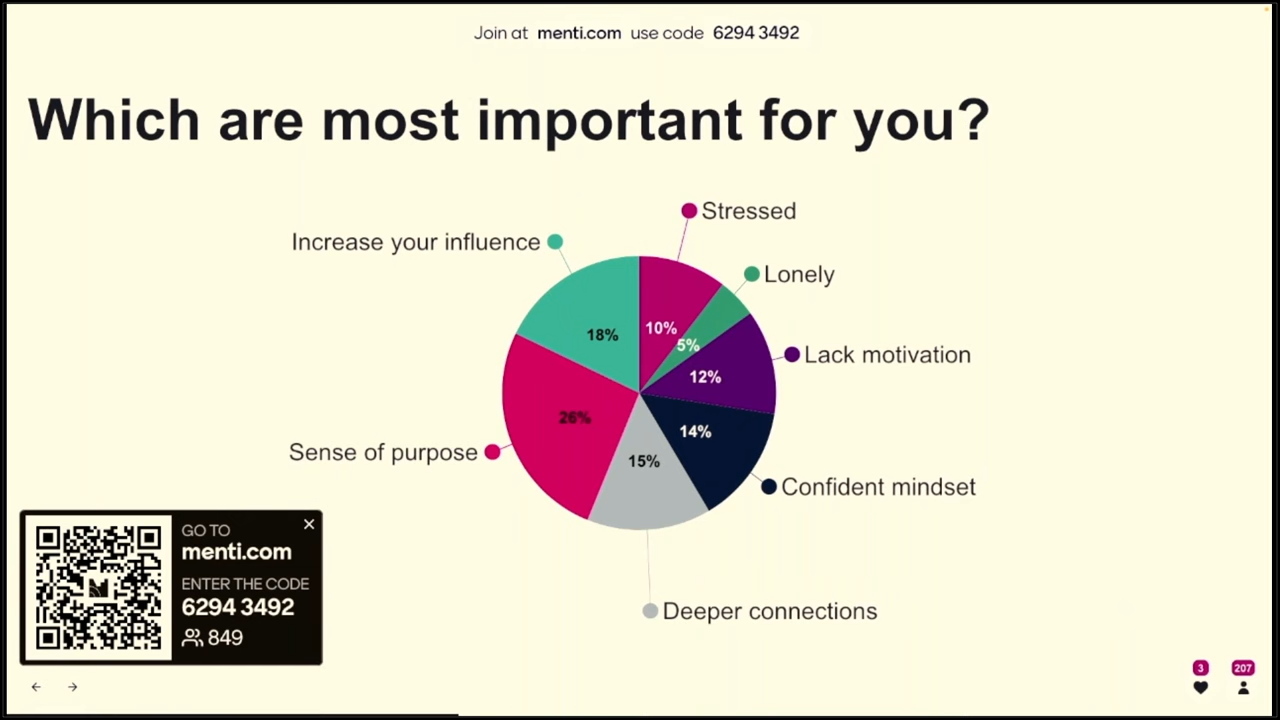 Join at menti.com use code 6294 3492
Which are most important for you?
Stressed
Increase your influence
Lonely
10%
18%
5%
Lack motivation
12%
26%
14%
Sense of purpose
15%
Confident mindset
GO TO
menti.com
ENTER THE CODE
6294 3492
849
Deeper connections
3
207